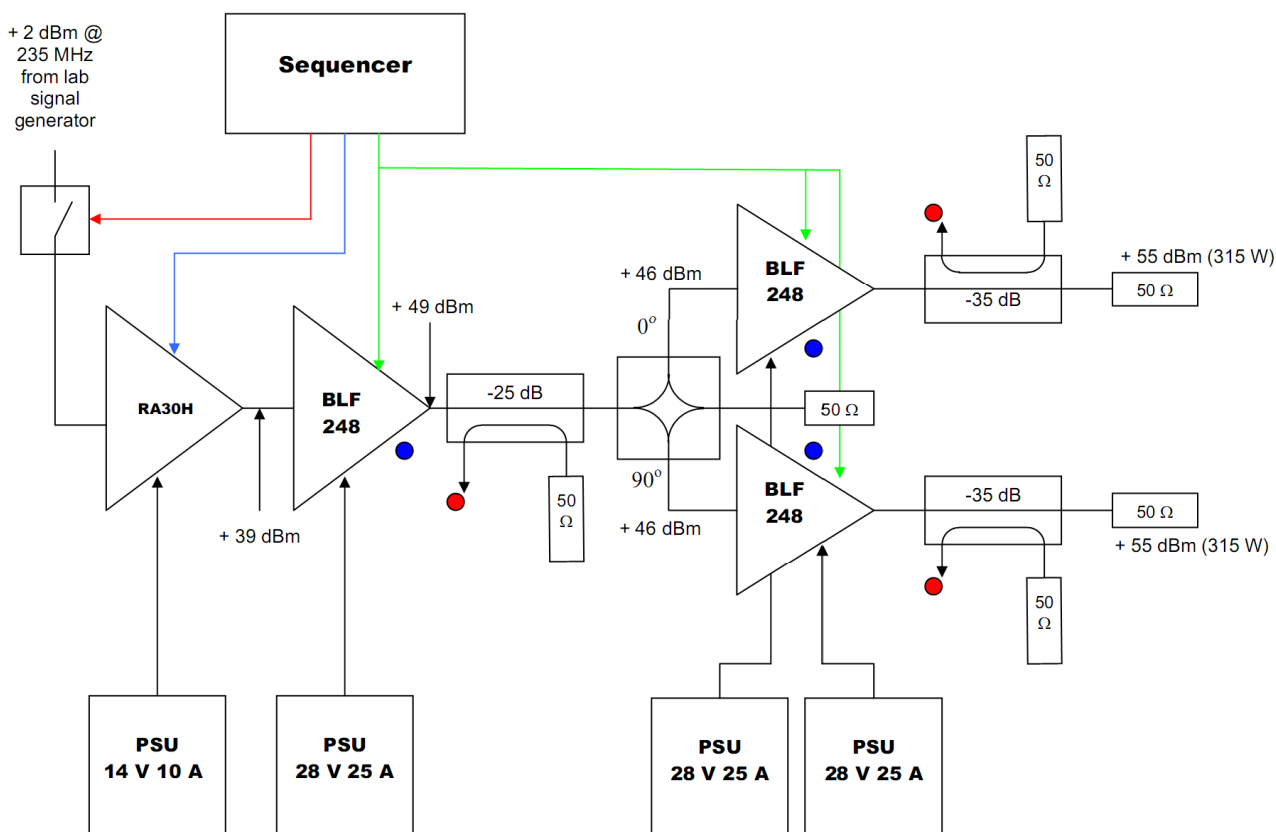 + 2 dBm @
235 MHz
from lab
signal
generator
Sequencer
50
Ω
+ 46 dBm
BLF
248
+ 55 dBm (315 W)
50 Ω
-35 dB
0º
+ 49 dBm
RA30H
BLF
248
-25 dB
50 Ω
90º
+ 39 dBm
50
Ω
+ 46 dBm
BLF
248
-35 dB
50 Ω
+ 55 dBm (315 W)
50
Ω
PSU
14 V 10 A
PSU
28 V 25 A
PSU
28 V 25 A
PSU
28 V 25 A